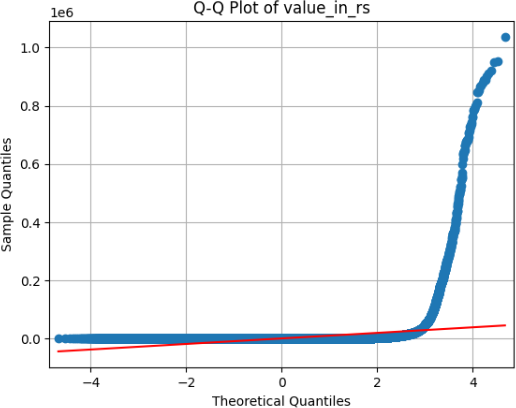 Q-Q Plot of value_in_rs
1e6
1.0
0.8
0.6
0.4
0.2
0.0
Sample Quantiles
−4
−2
0
2
4
Theoretical Quantiles